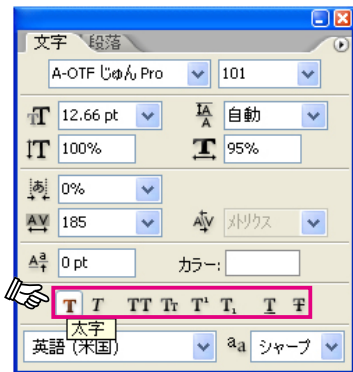 文字 段落
A-OTF じゅん Pro 101
12.66 pt 自動
100% 95%
0%
185 メトリクス
0 pt カラー:
T T TT Tt T¹ T₁ T T
太字
英語 (米国) aa シャープ